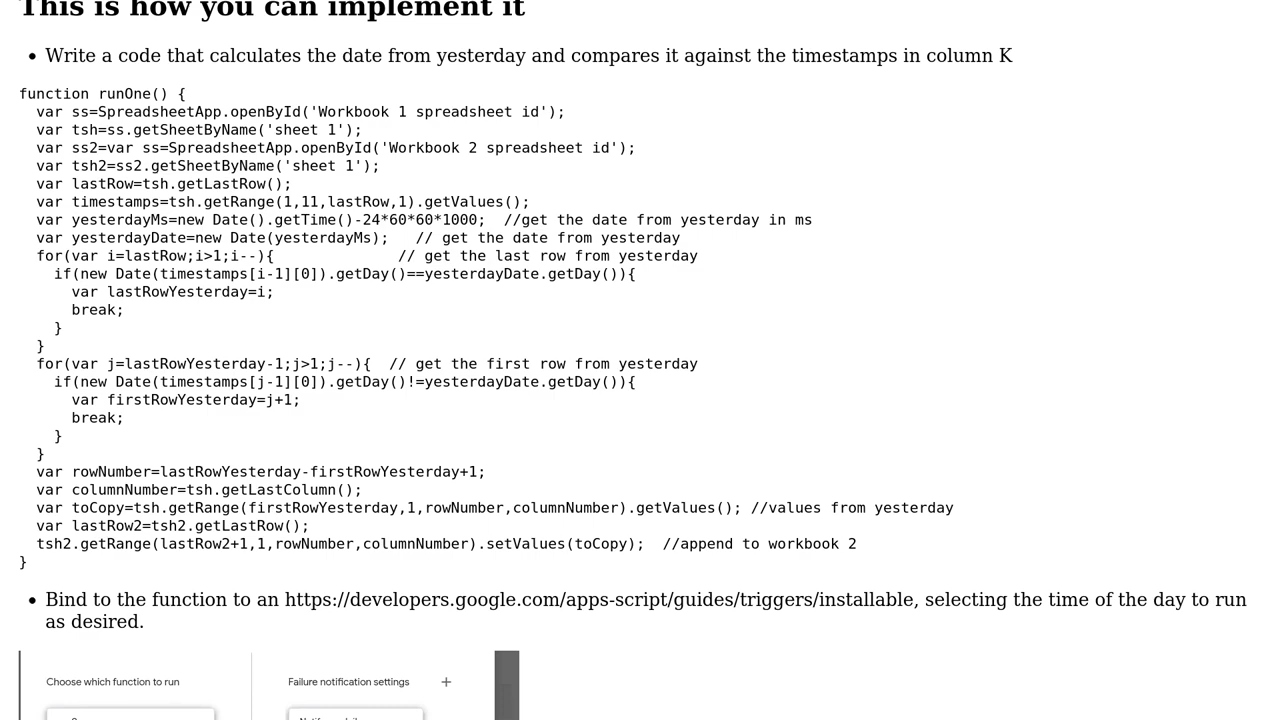 This is how you can implement it
• Write a code that calculates the date from yesterday and compares it against the timestamps in column K
function runOne() {
  var ss=SpreadsheetApp.openById('Workbook 1 spreadsheet id');
  var tsh=ss.getSheetByName('sheet 1');
  var ss2=var ss=SpreadsheetApp.openById('Workbook 2 spreadsheet id');
  var tsh2=ss2.getSheetByName('sheet 1');
  var lastRow=tsh.getLastRow();
  var timestamps=tsh.getRange(1,11,lastRow,1).getValues();
  var yesterdayMs=new Date().getTime()-24*60*60*1000;  //get the date from yesterday in ms
  var yesterdayDate=new Date(yesterdayMs);   // get the date from yesterday
  for(var i=lastRow;i>1;i--){              // get the last row from yesterday
    if(new Date(timestamps[i-1][0]).getDay()==yesterdayDate.getDay()){
      var lastRowYesterday=i;
      break;
    }
  }
  for(var j=lastRowYesterday-1;j>1;j--){  // get the first row from yesterday
    if(new Date(timestamps[j-1][0]).getDay()!=yesterdayDate.getDay()){
      var firstRowYesterday=j+1;
      break;
    }
  }
  var rowNumber=lastRowYesterday-firstRowYesterday+1;
  var columnNumber=tsh.getLastColumn();
  var toCopy=tsh.getRange(firstRowYesterday,1,rowNumber,columnNumber).getValues(); //values from yesterday
  var lastRow2=tsh2.getLastRow();
  tsh2.getRange(lastRow2+1,1,rowNumber,columnNumber).setValues(toCopy);  //append to workbook 2
}
• Bind to the function to an https://developers.google.com/apps-script/guides/triggers/installable, selecting the time of the day to run
as desired.
Choose which function to run
Failure notification settings +